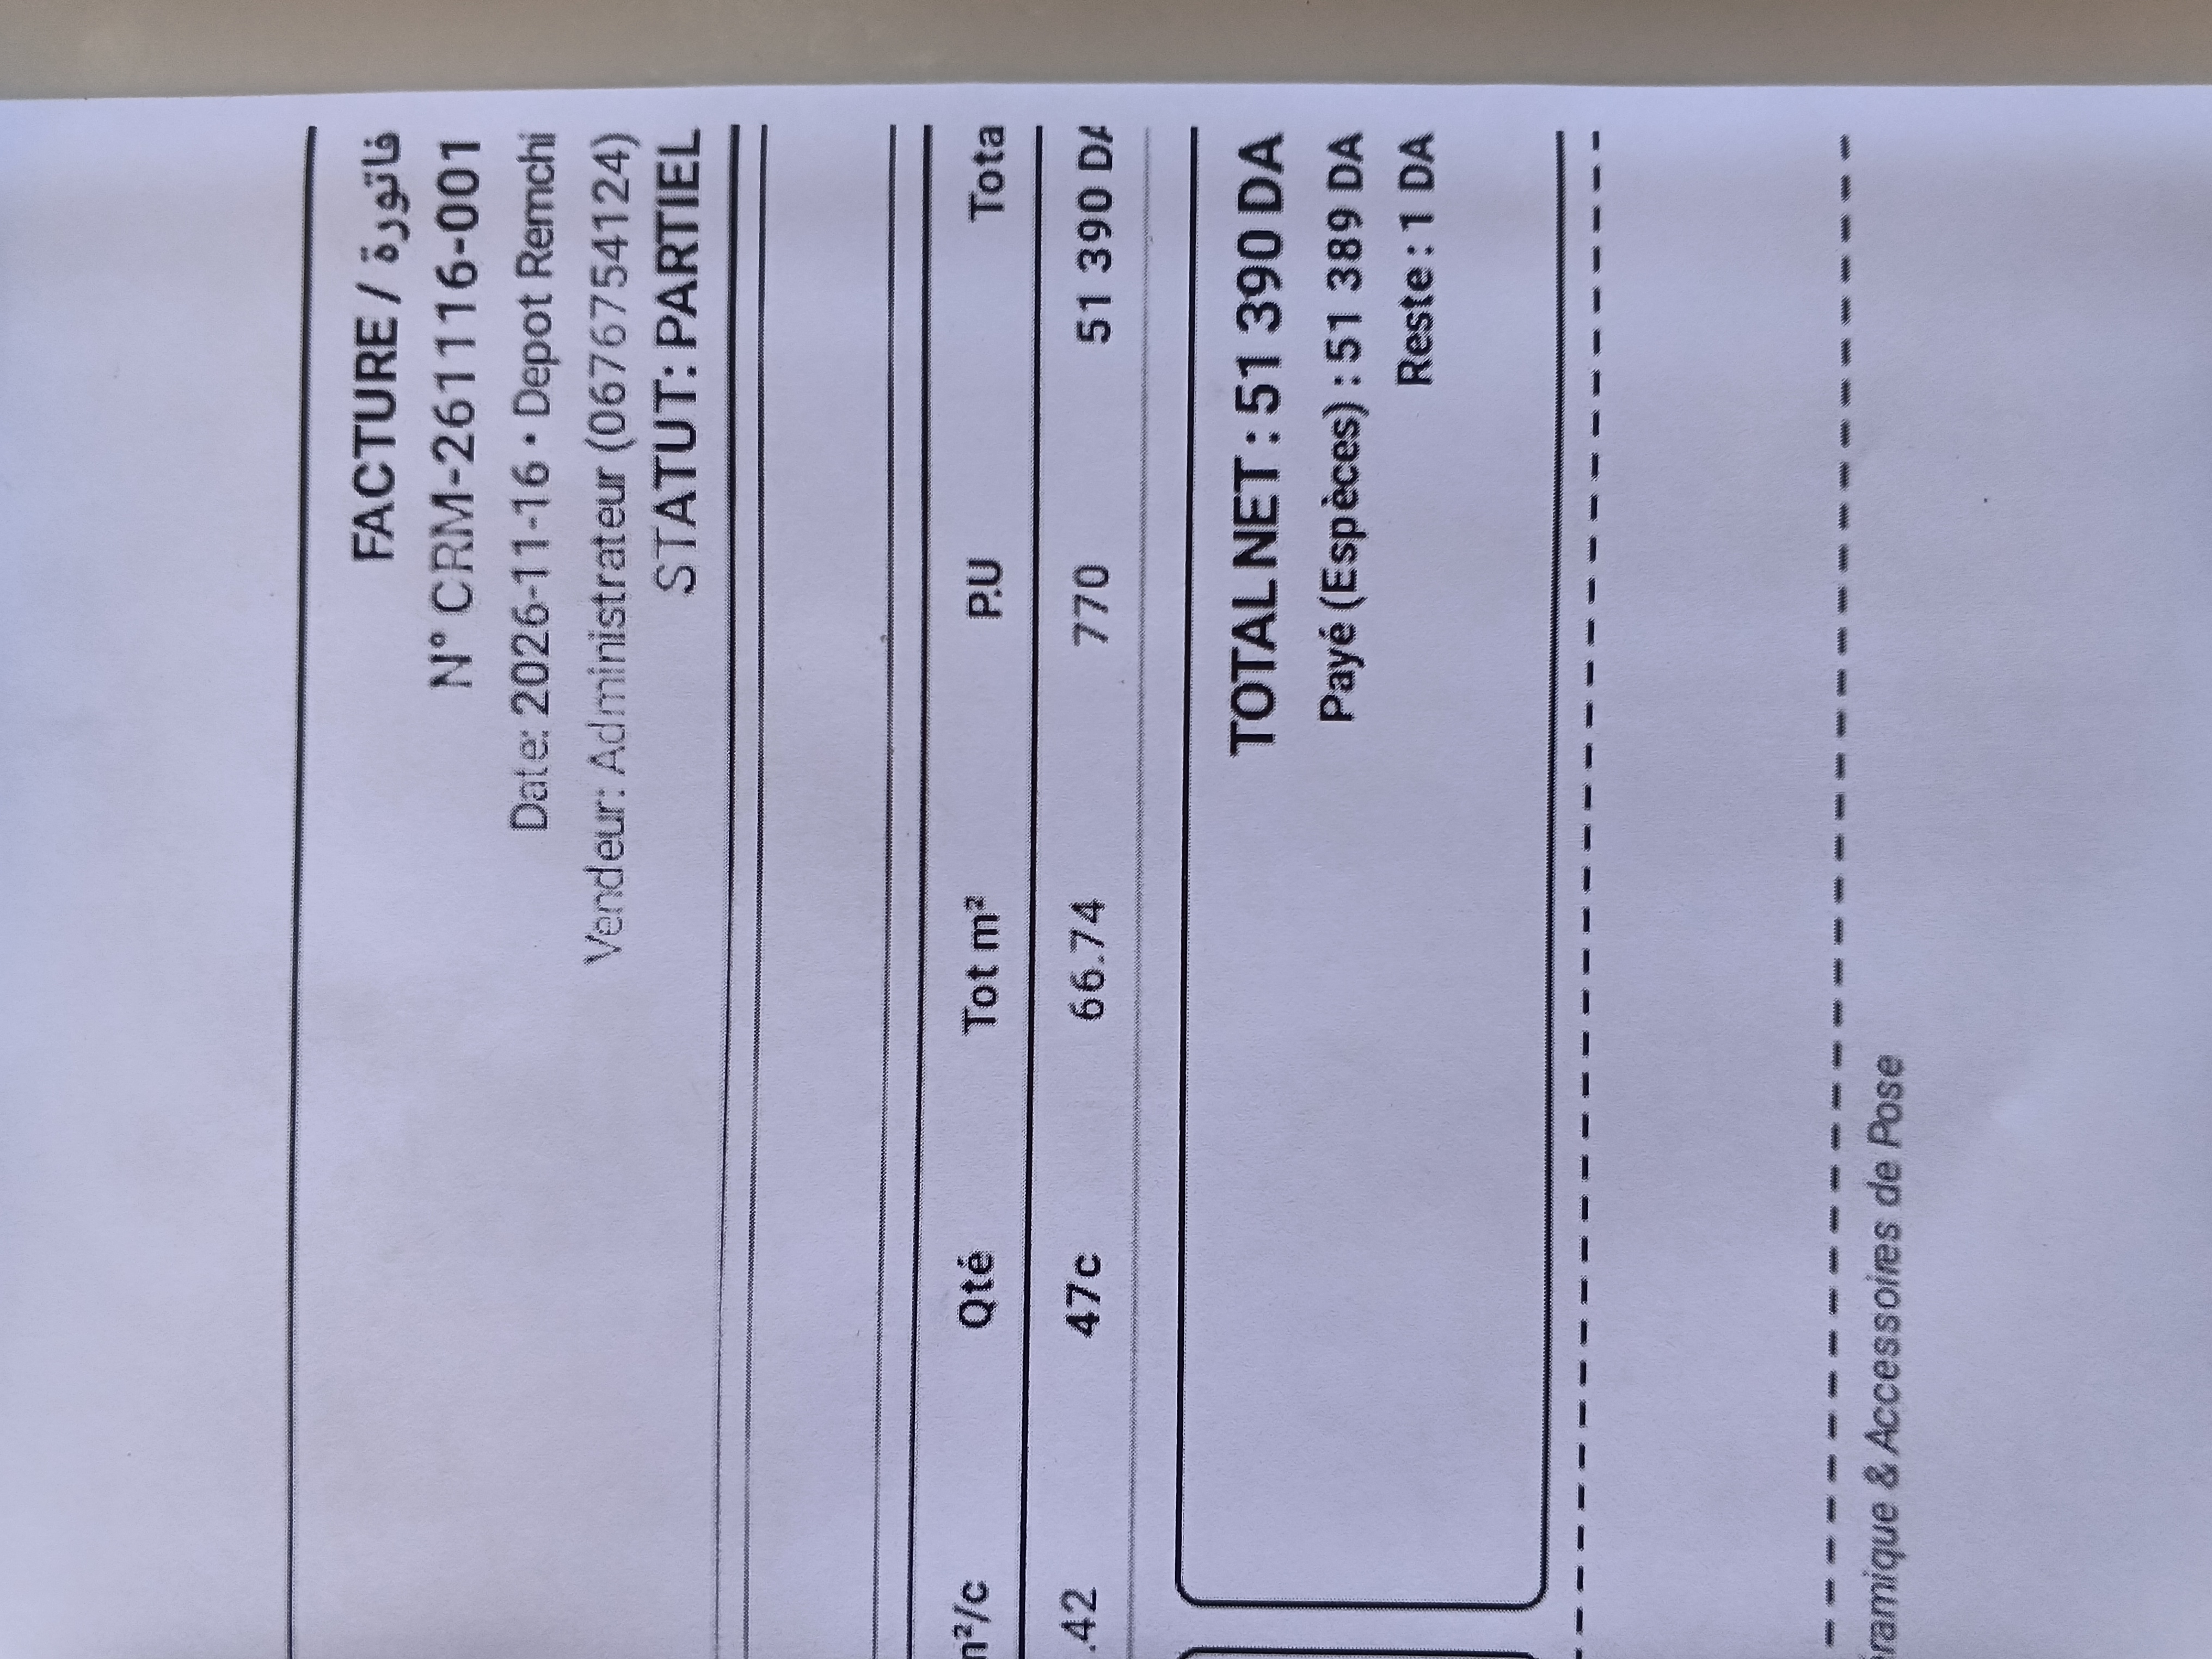 FACTURE / فاتورة
N° CRM-261116-001
Date: 2026-11-16 • Depot Remchi
Vendeur: Administrateur (0676754124)
STATUT: PARTIEL
m²/c Qté Tot m² P.U Tota
.42 47c 66.74 770 51 390 DA
TOTAL NET : 51 390 DA
Payé (Espèces) : 51 389 DA
Reste : 1 DA
ramique & Accessoires de Pose